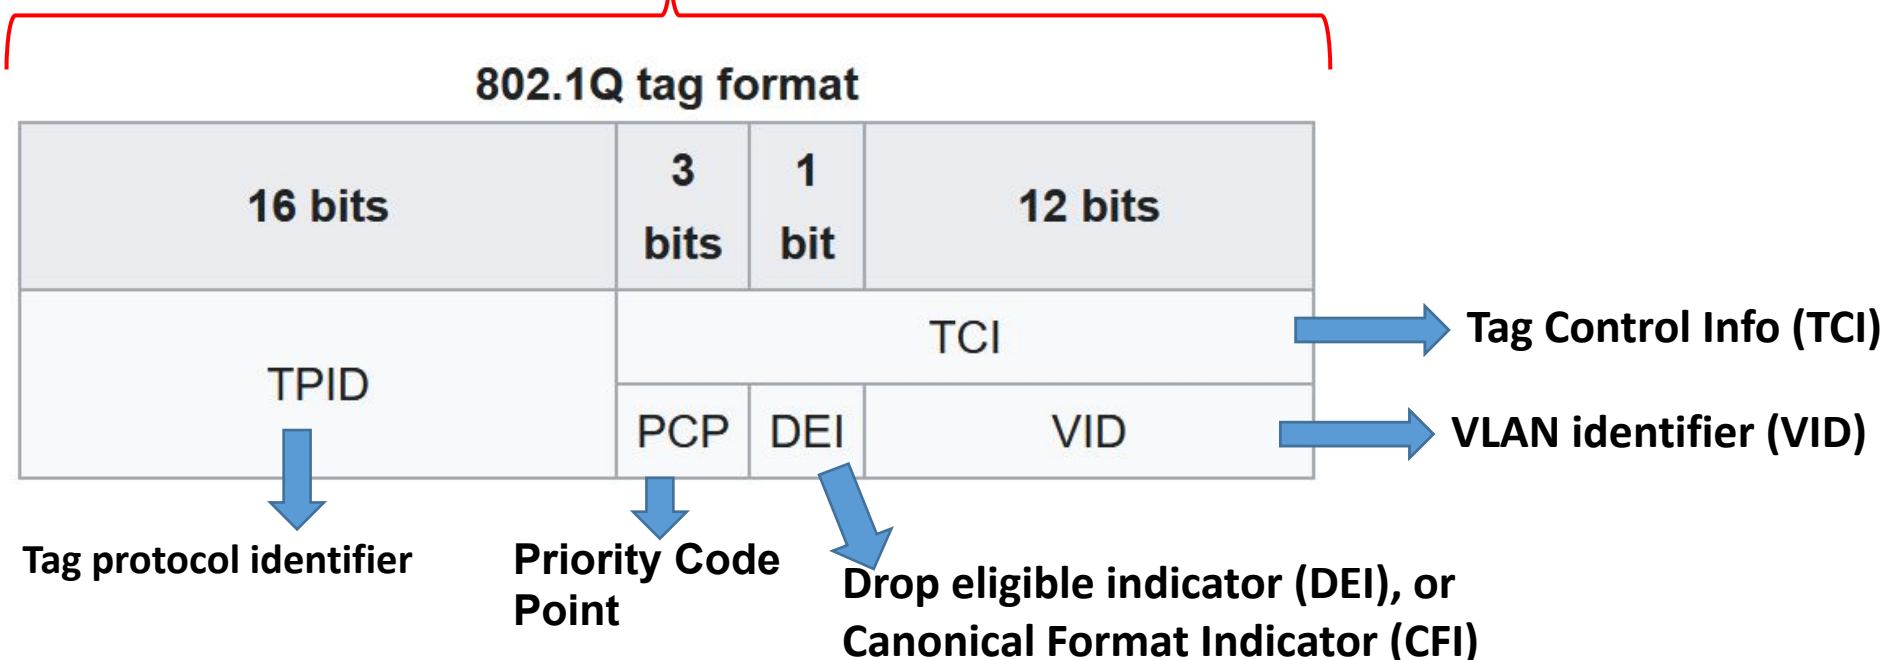 802.1Q tag format
16 bits
3
bits
1
bit
12 bits
TPID
TCI
PCP
DEI
VID
Tag Control Info (TCI)
VLAN identifier (VID)
Tag protocol identifier
Priority Code
Point
Drop eligible indicator (DEI), or
Canonical Format Indicator (CFI)